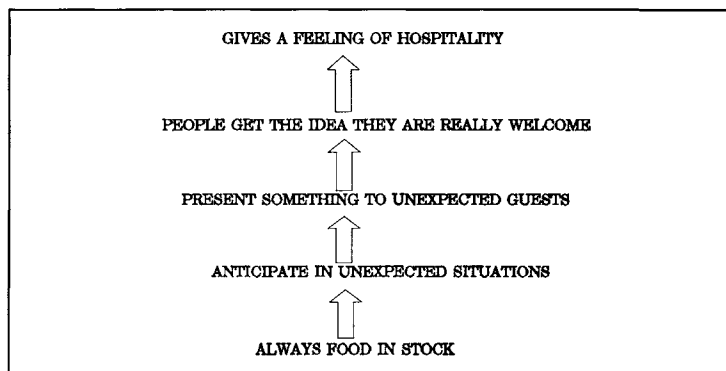 GIVES A FEELING OF HOSPITALITY
PEOPLE GET THE IDEA THEY ARE REALLY WELCOME
PRESENT SOMETHING TO UNEXPECTED GUESTS
ANTICIPATE IN UNEXPECTED SITUATIONS
ALWAYS FOOD IN STOCK